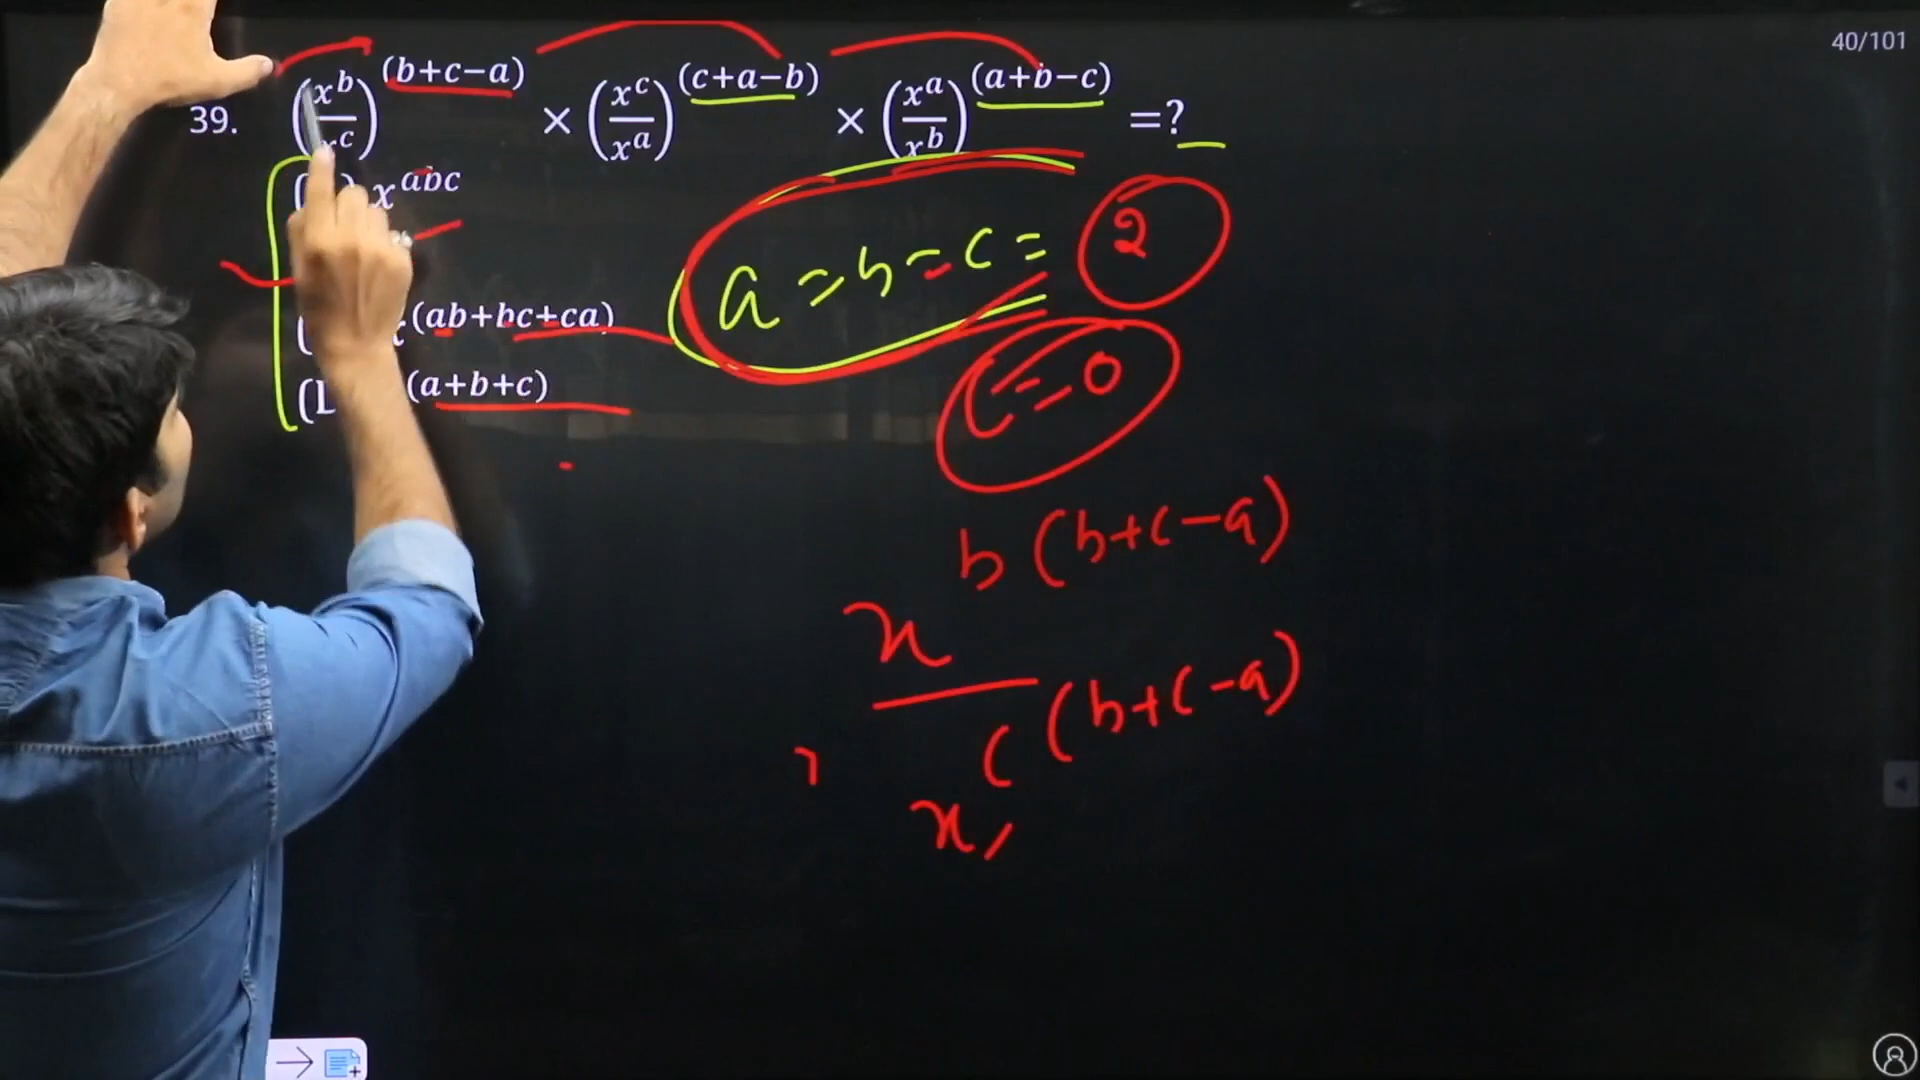 40/101
39. (x^b/x^c)^(b+c−a) × (x^c/x^a)^(c+a−b) × (x^a/x^b)^(a+b−c) =?
x^abc
(ab+bc+ca)
(a+b+c)
a = b = c = 2
c = 0
x^b(b+c-a)
x^c(b+c-a)